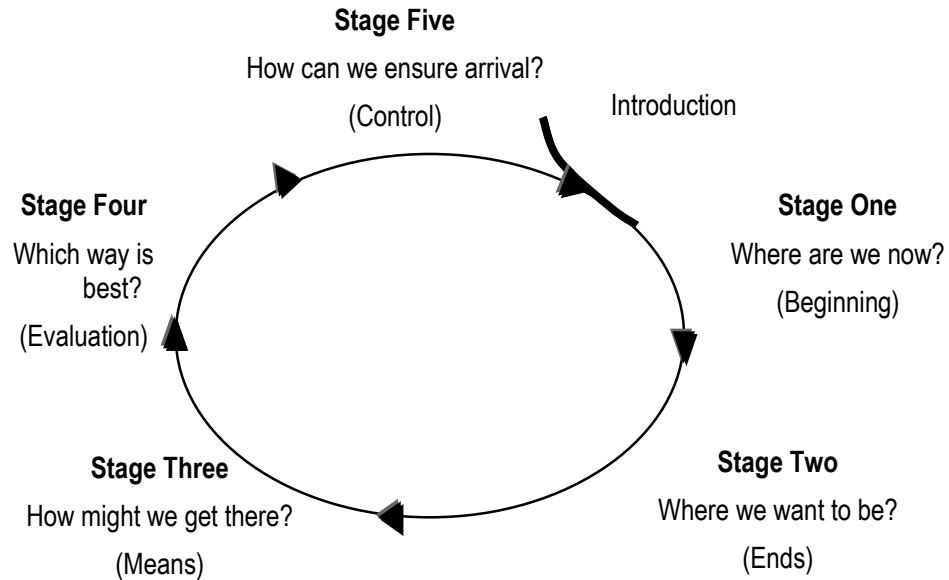 Stage Five
How can we ensure arrival?
(Control)
Introduction
Stage One
Where are we now?
(Beginning)
Stage Two
Where we want to be?
(Ends)
Stage Three
How might we get there?
(Means)
Stage Four
Which way is
best?
(Evaluation)